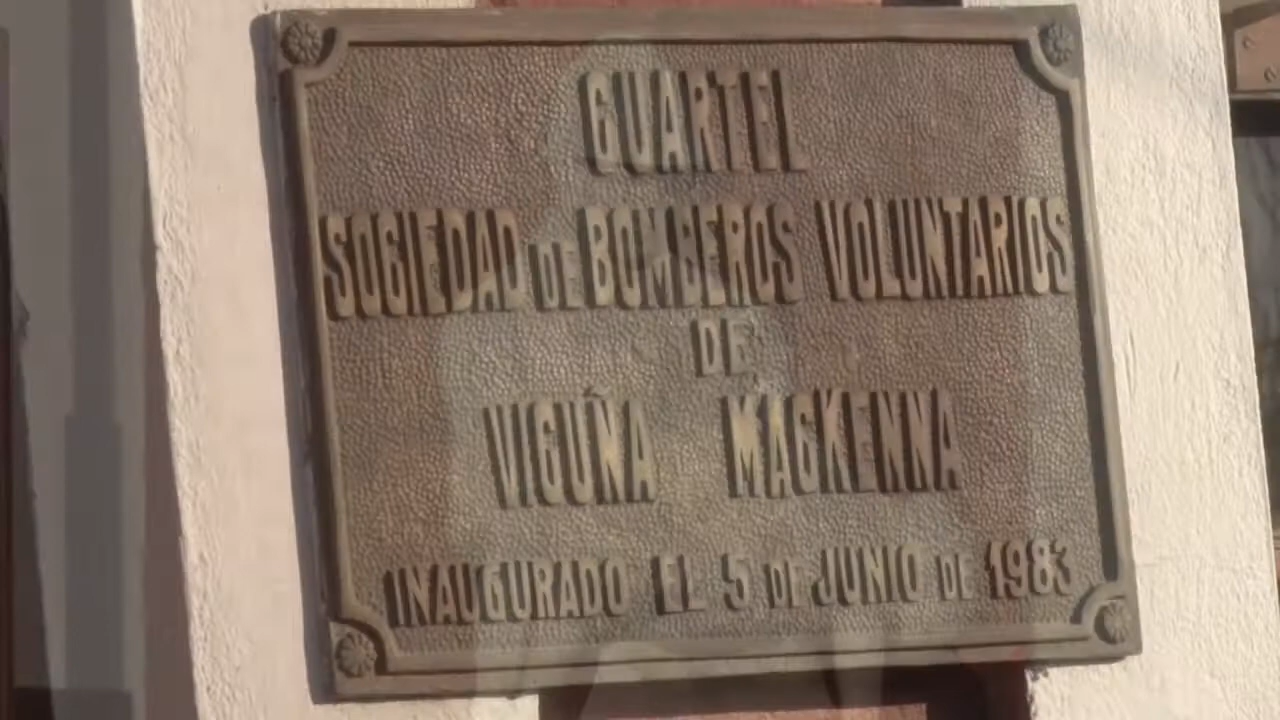 CUARTEL
SOCIEDAD DE BOMBEROS VOLUNTARIOS
DE
VICUÑA MACKENNA
INAUGURADO EL 5 DE JUNIO DE 1983